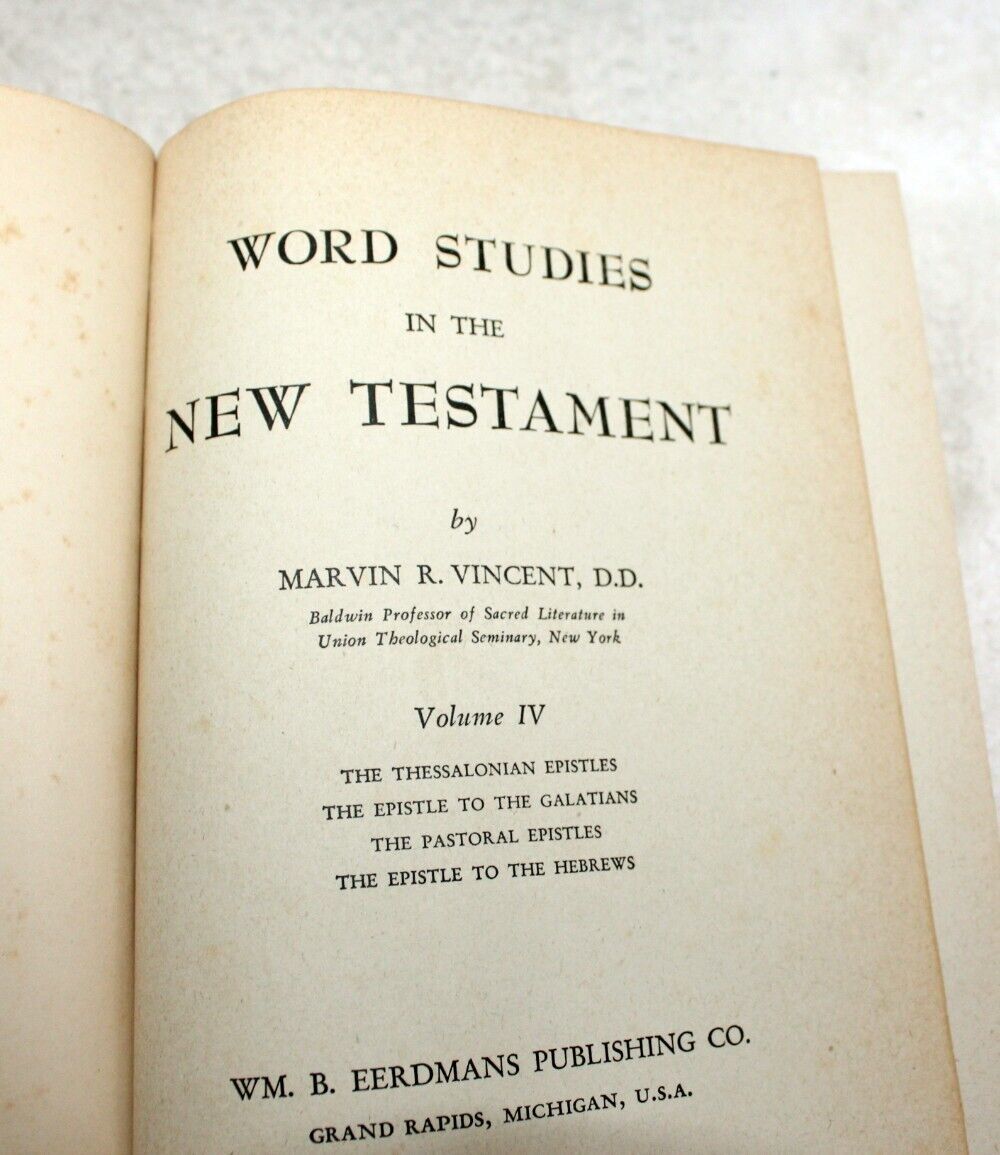 WORD STUDIES
IN THE
NEW TESTAMENT
by
MARVIN R. VINCENT, D.D.
Baldwin Professor of Sacred Literature in
Union Theological Seminary, New York
Volume IV
THE THESSALONIAN EPISTLES
THE EPISTLE TO THE GALATIANS
THE PASTORAL EPISTLES
THE EPISTLE TO THE HEBREWS
WM. B. EERDMANS PUBLISHING CO.
GRAND RAPIDS, MICHIGAN, U.S.A.